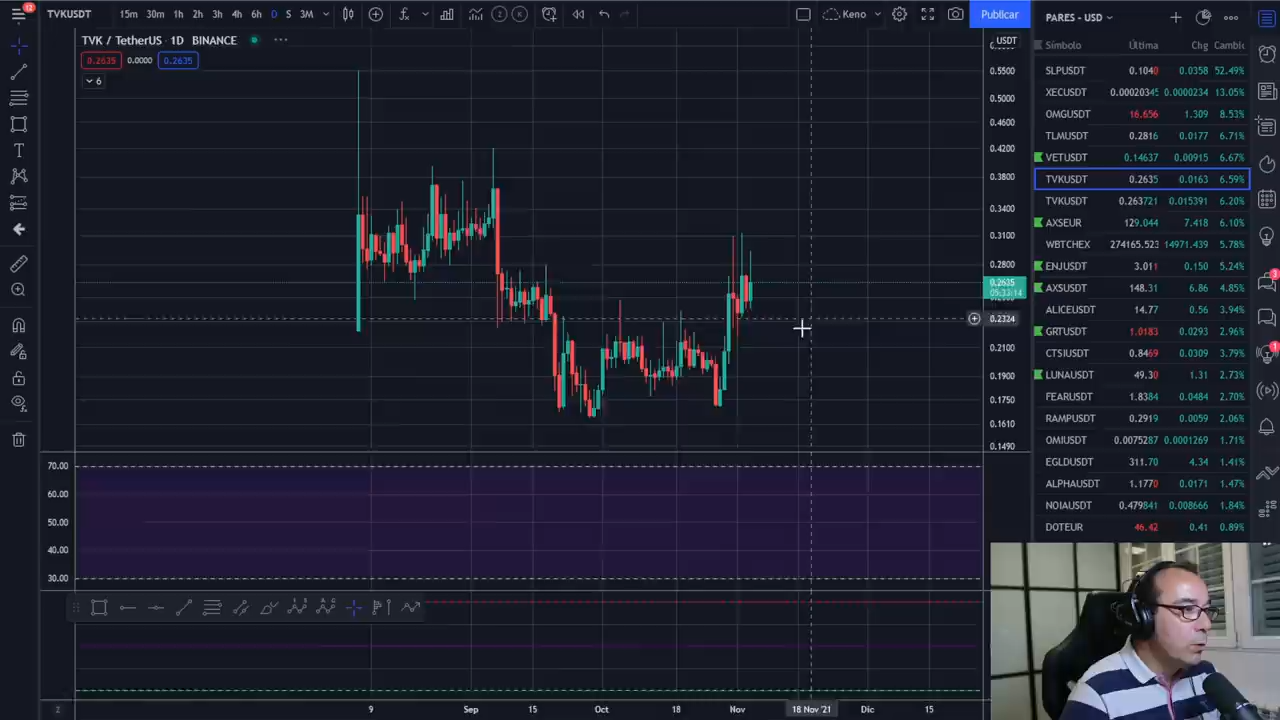 12
TVKUSDT 15m 30m 1h 2h 3h 4h 6h D 3M Keno Publicar
TVK / TetherUS 1D BINANCE
0.2635 0.0000 0.2635
6
USDT
0.5500
0.5000
0.4600
0.4200
0.3800
0.3400
0.3100
0.2800
0.2635
05:33:14
0.2324
0.2100
0.1900
0.1750
0.1610
0.1490
70.00
60.00
50.00
40.00
30.00
9 Sep 15 Oct 18 Nov 18 Nov '21 Dic 15
PARES - USD
Símbolo Última Chg Cambio
SLPUSDT 0.1040 0.0358 52.49%
XECUSDT 0.00020345 0.0000234 13.05%
OMGUSDT 16.656 1.309 8.53%
TLMUSDT 0.2816 0.0177 6.71%
VETUSDT 0.14637 0.00915 6.67%
TVKUSDT 0.2635 0.0163 6.59%
TVKUSDT 0.263721 0.015391 6.20%
AXSEUR 129.044 7.418 6.10%
WBTCHEX 274165.523 14971.439 5.78%
ENJUSDT 3.011 0.150 5.24%
AXSUSDT 148.31 6.86 4.85%
ALICEUSDT 14.77 0.56 3.94%
GRTUSDT 1.0183 0.0293 2.96%
CTSIUSDT 0.8469 0.0309 3.79%
LUNAUSDT 49.30 1.31 2.73%
FEARUSDT 1.8384 0.0484 2.70%
RAMPUSDT 0.2919 0.0059 2.06%
OMIUSDT 0.0075287 0.0001269 1.71%
EGLDUSDT 311.70 4.34 1.41%
ALPHAUSDT 1.1770 0.0171 1.47%
NOIAUSDT 0.479841 0.008666 1.84%
DOTEUR 46.42 0.41 0.89%
3
1